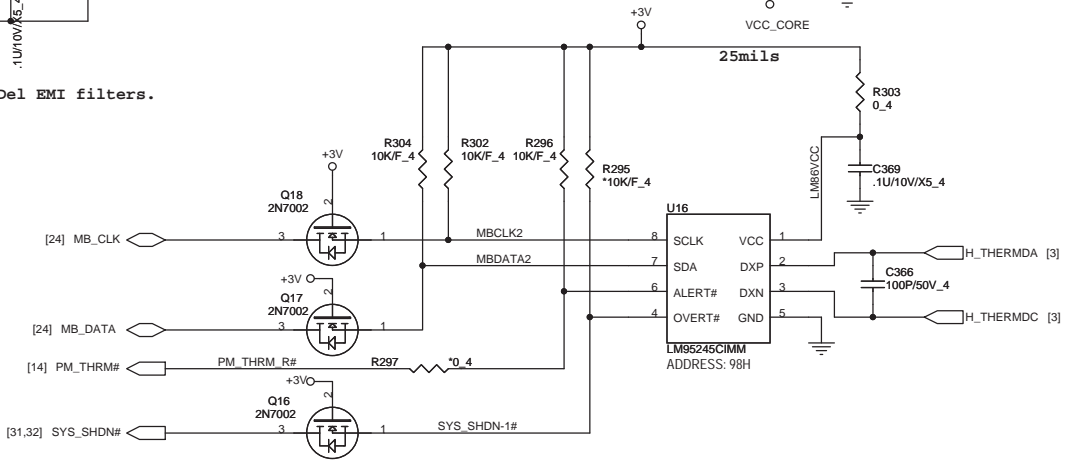 .1U/10V/X5_4
Del EMI filters.
+3V
VCC_CORE
25mils
R303
0_4
R304
10K/F_4
R302
10K/F_4
R296
10K/F_4
R295
*10K/F_4
LM86VCC
C369
.1U/10V/X5_4
+3V
Q18
2N7002
2
[24] MB_CLK
3
1
MBCLK2
MBDATA2
U16
8 SCLK VCC 1
7 SDA DXP 2
6 ALERT# DXN 3
4 OVERT# GND 5
LM95245CIMM
ADDRESS: 98H
H_THERMDA [3]
C366
100P/50V_4
H_THERMDC [3]
+3V
Q17
2N7002
2
[24] MB_DATA
3
1
[14] PM_THRM#
PM_THRM_R#
R297
*0_4
+3V
Q16
2N7002
2
[31,32] SYS_SHDN#
3
1
SYS_SHDN-1#